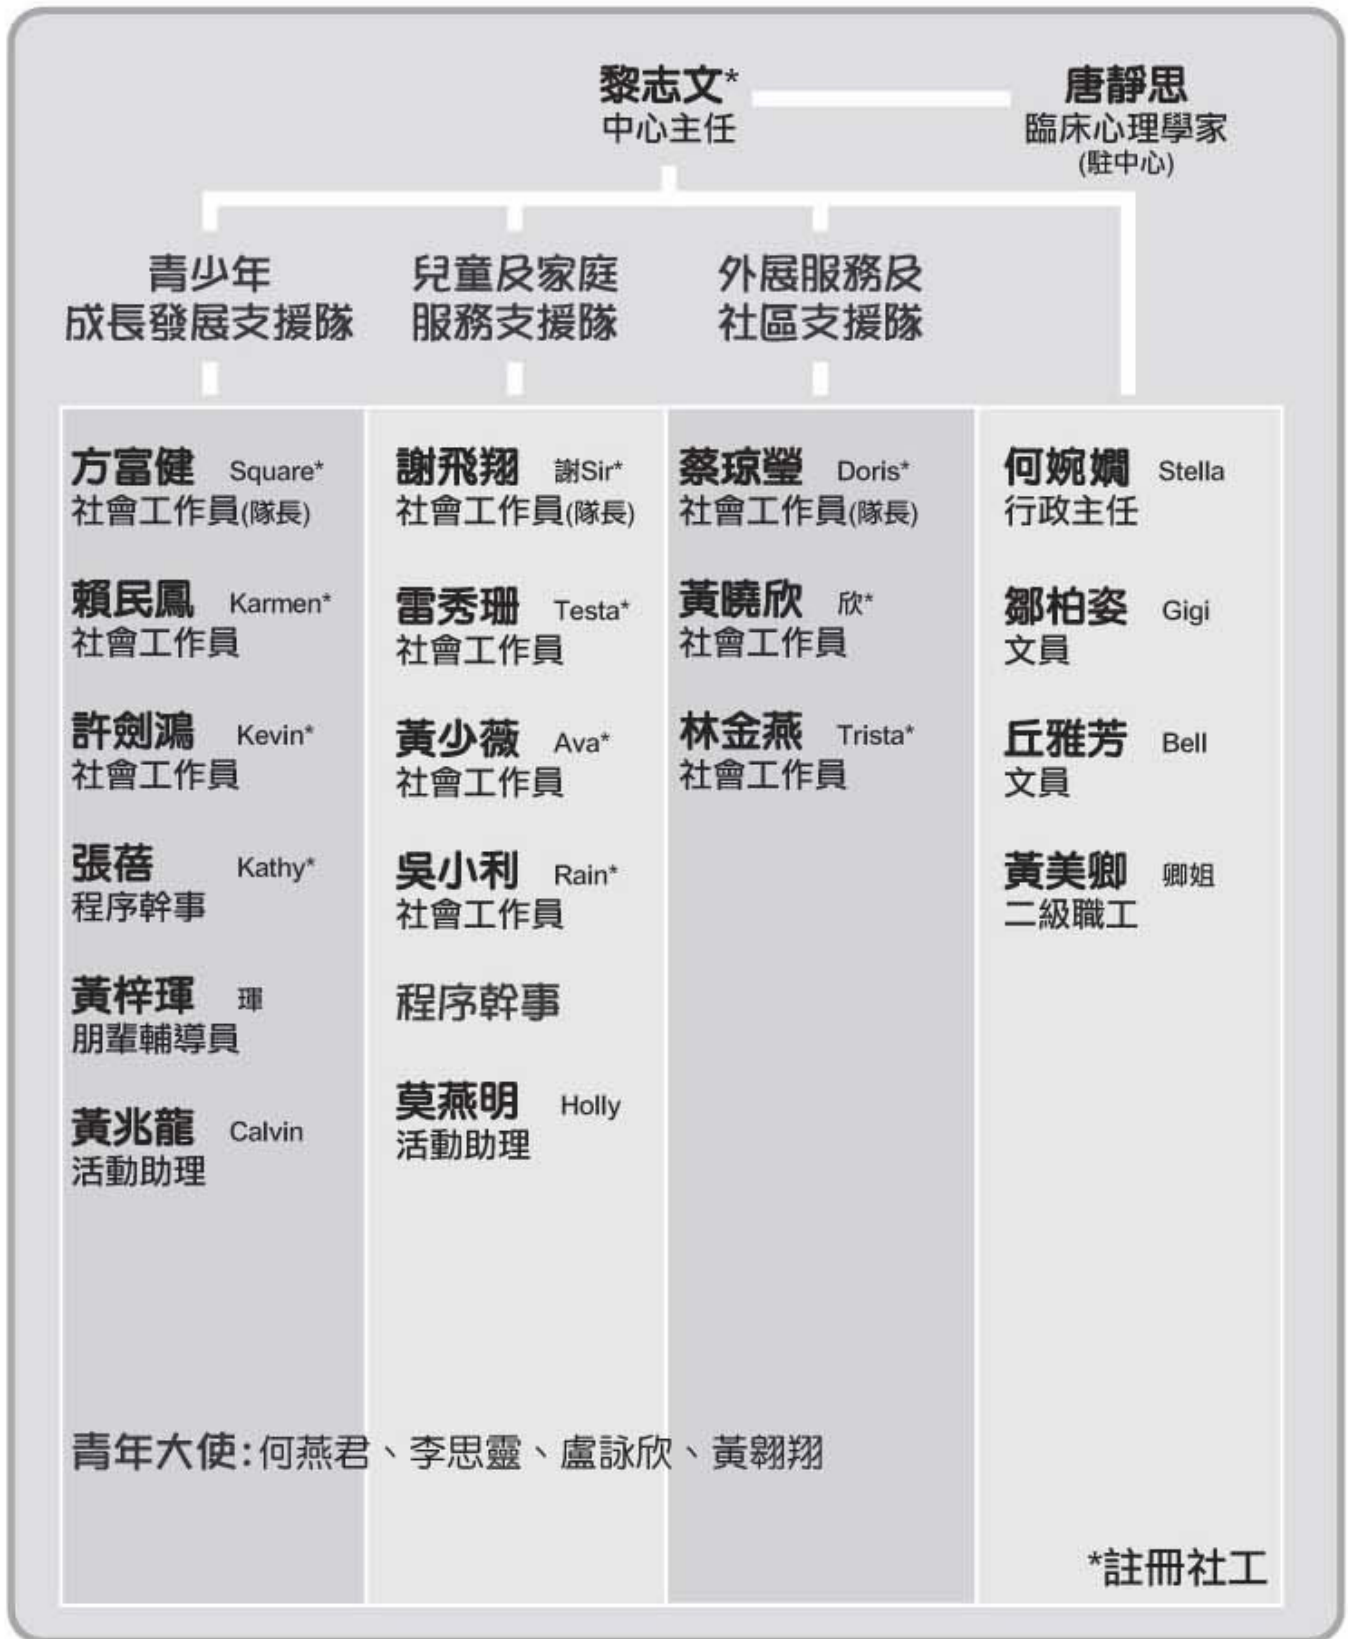 黎志文*
中心主任
唐靜思
臨床心理學家
(駐中心)
青少年
成長發展支援隊
兒童及家庭
服務支援隊
外展服務及
社區支援隊
方富健 Square*
社會工作員(隊長)
賴民鳳 Karmen*
社會工作員
許劍鴻 Kevin*
社會工作員
張蓓 Kathy*
程序幹事
黃梓琿 琿
朋輩輔導員
黃兆龍 Calvin
活動助理
謝飛翔 謝Sir*
社會工作員(隊長)
雷秀珊 Testa*
社會工作員
黃少薇 Ava*
社會工作員
吳小利 Rain*
社會工作員
程序幹事
莫燕明 Holly
活動助理
蔡琼瑩 Doris*
社會工作員(隊長)
黃曉欣 欣*
社會工作員
林金燕 Trista*
社會工作員
何婉嫺 Stella
行政主任
鄒柏姿 Gigi
文員
丘雅芳 Bell
文員
黃美卿 卿姐
二級職工
青年大使:何燕君、李思靈、盧詠欣、黃翱翔
*註冊社工